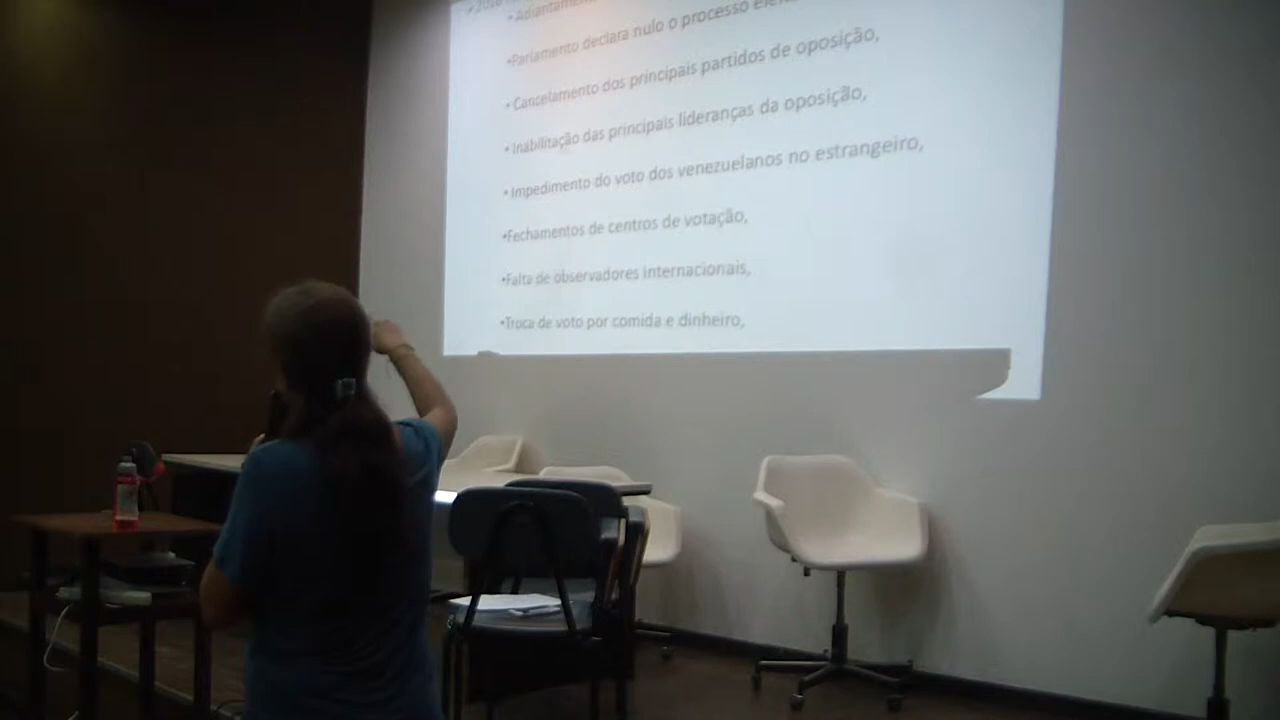 • Adiantamen
•Parlamento declara nulo o processo
• Cancelamento dos principais partidos de oposição,
• Inabilitação das principais lideranças da oposição,
• Impedimento do voto dos venezuelanos no estrangeiro,
•Fechamentos de centros de votação,
•Falta de observadores internacionais,
•Troca de voto por comida e dinheiro,